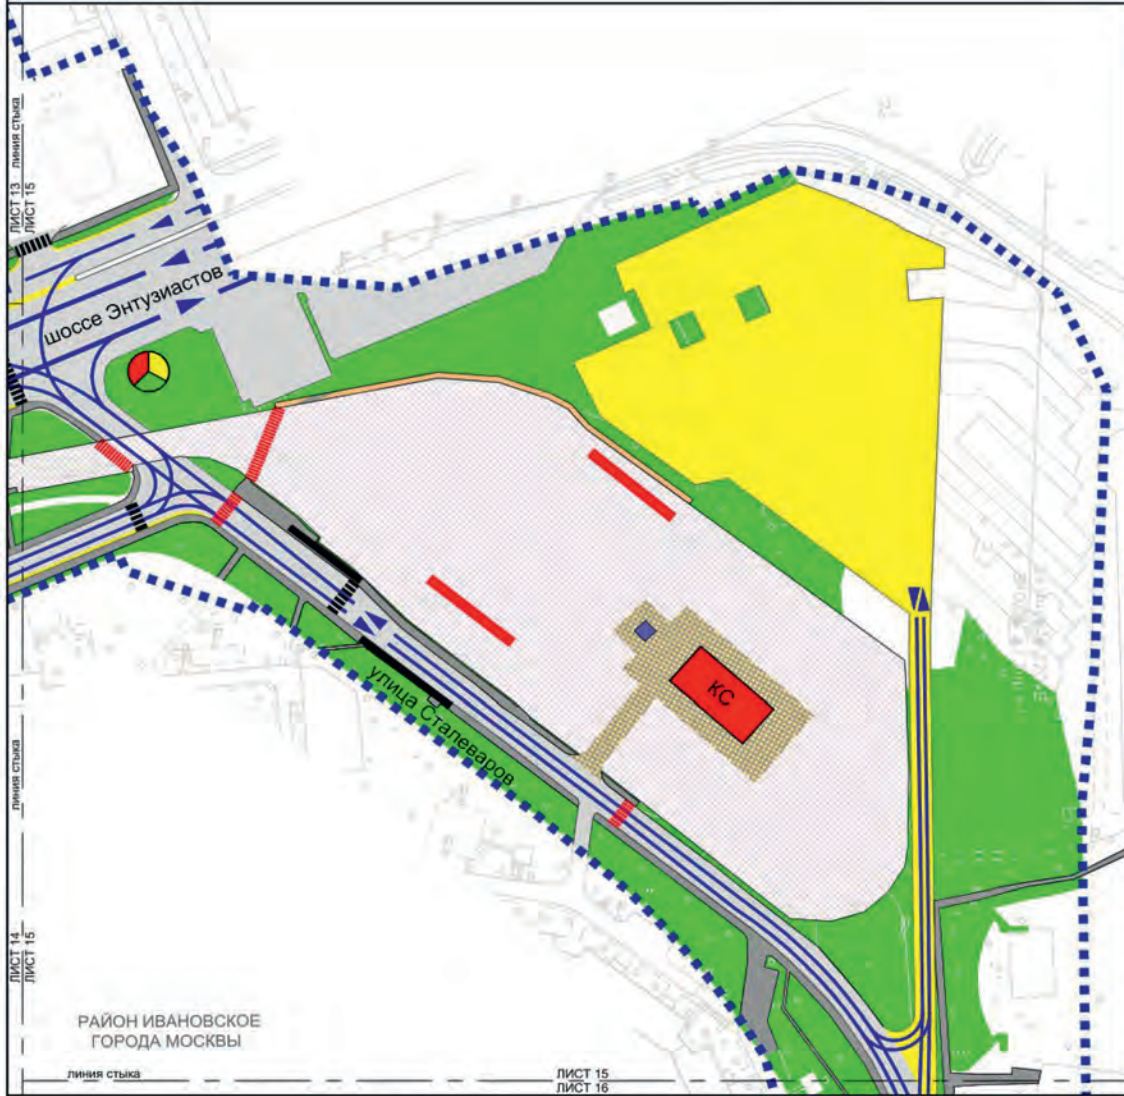 линия стыка
ЛИСТ 13
ЛИСТ 15
шоссе Энтузиастов
КС
улица Сталеваров
линия стыка
ЛИСТ 14
ЛИСТ 15
РАЙОН ИВАНОВСКОЕ
ГОРОДА МОСКВЫ
линия стыка
ЛИСТ 15
ЛИСТ 16